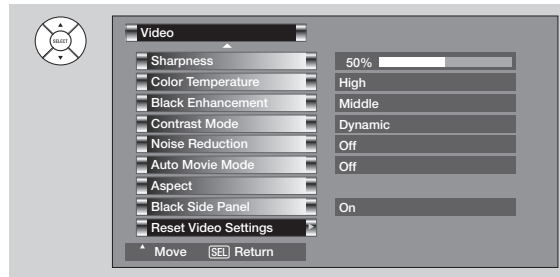 SELECT
Video
Sharpness 50%
Color Temperature High
Black Enhancement Middle
Contrast Mode Dynamic
Noise Reduction Off
Auto Movie Mode Off
Aspect
Black Side Panel On
Reset Video Settings
Move SEL Return